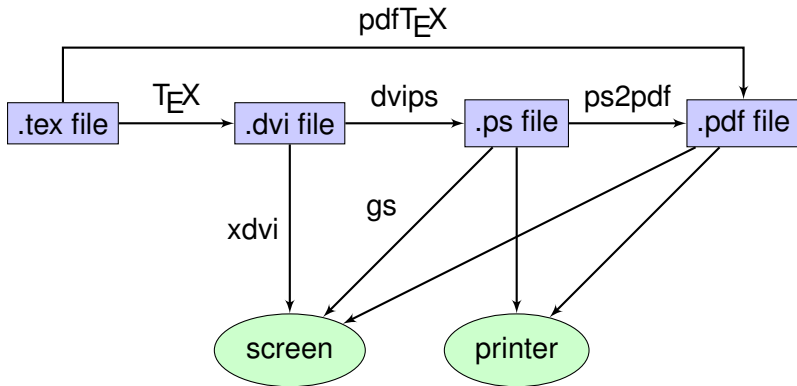 pdfTEX
TEX
dvips
ps2pdf
.tex file
.dvi file
.ps file
.pdf file
xdvi
gs
screen
printer